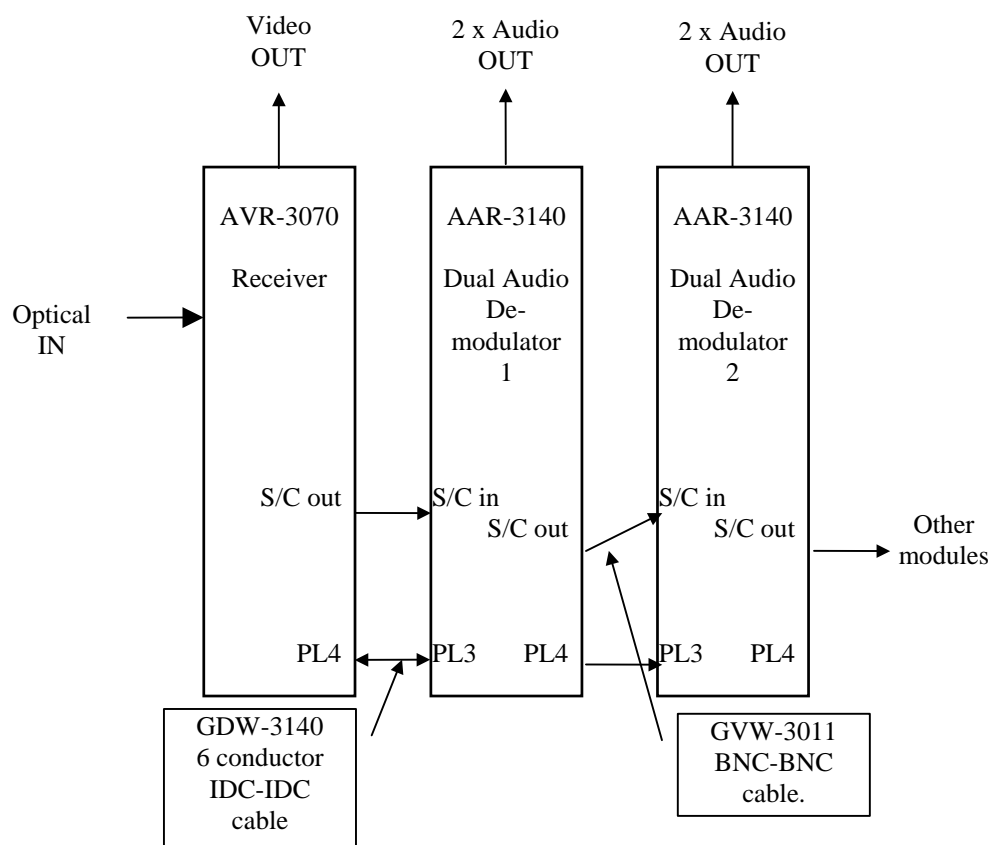 Video
OUT
2 x Audio
OUT
2 x Audio
OUT
Optical
IN
AVR-3070
Receiver
S/C out
PL4
AAR-3140
Dual Audio
De-
modulator
1
S/C in
S/C out
PL3 PL4
AAR-3140
Dual Audio
De-
modulator
2
S/C in
S/C out
PL3 PL4
Other
modules
GDW-3140
6 conductor
IDC-IDC
cable
GVW-3011
BNC-BNC
cable.